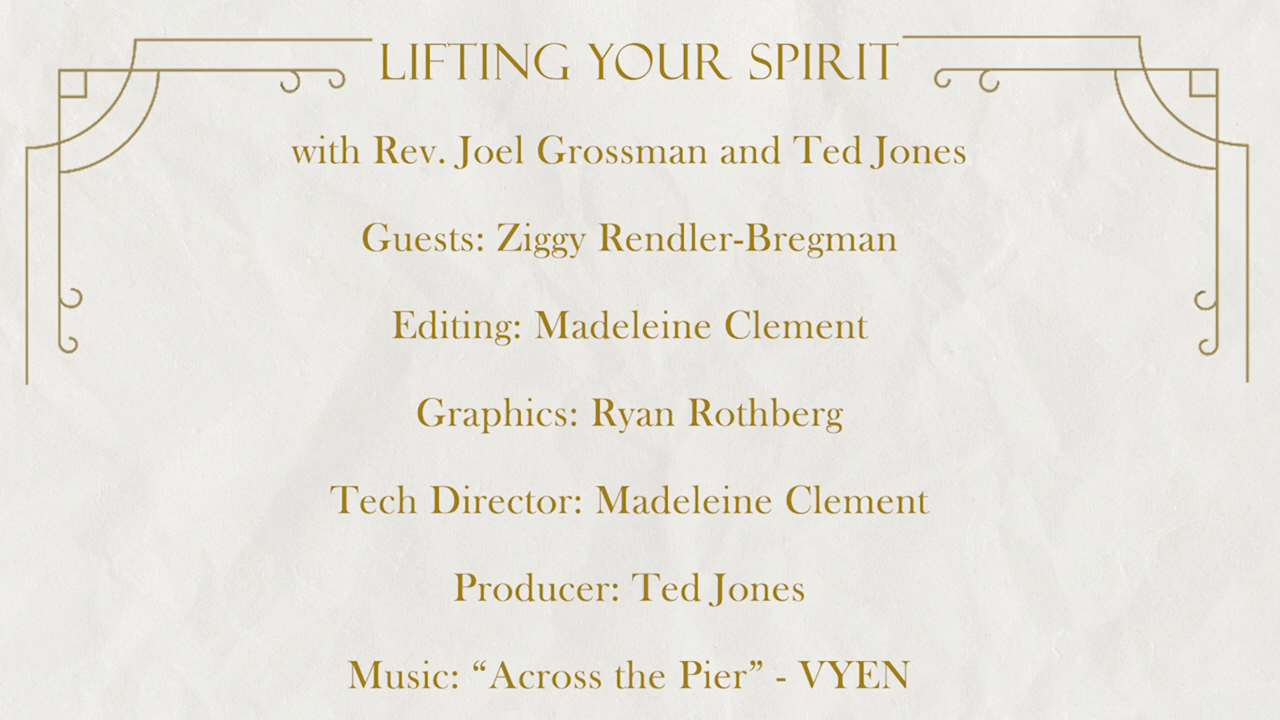 LIFTING YOUR SPIRIT
with Rev. Joel Grossman and Ted Jones
Guests: Ziggy Rendler-Bregman
Editing: Madeleine Clement
Graphics: Ryan Rothberg
Tech Director: Madeleine Clement
Producer: Ted Jones
Music: “Across the Pier” - VYEN